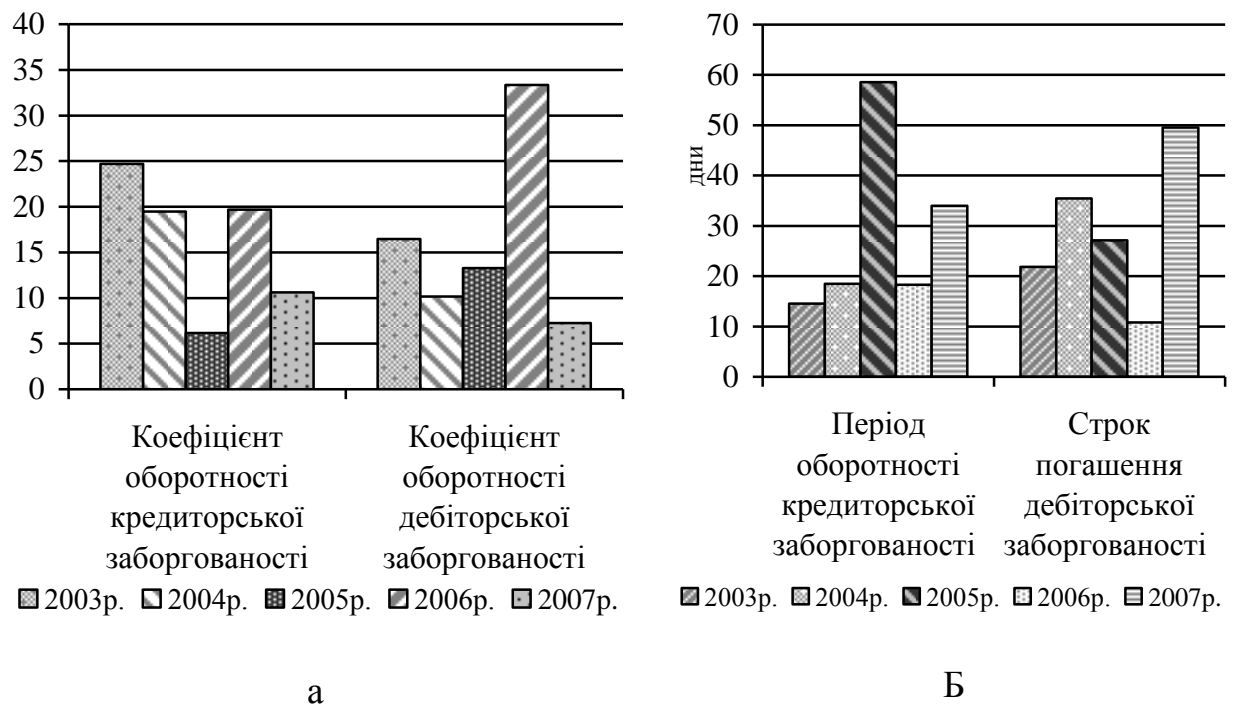 40
35
30
25
20
15
10
5
0
Коефіцієнт
оборотності
кредиторської
заборгованості
Коефіцієнт
оборотності
дебіторської
заборгованості
2003р. 2004р. 2005р. 2006р. 2007р.
а
70
60
50
40
30
20
10
0
дни
Період
оборотності
кредиторської
заборгованості
Строк
погашення
дебіторської
заборгованості
2003р. 2004р. 2005р. 2006р. 2007р.
Б